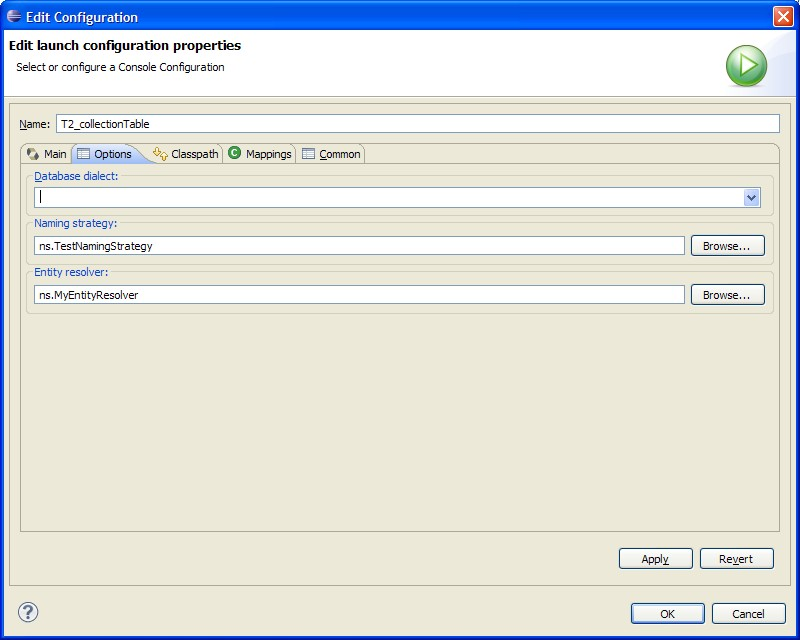 Edit Configuration
Edit launch configuration properties
Select or configure a Console Configuration
Name: T2_collectionTable
Main Options Classpath C Mappings Common
Database dialect:
Naming strategy:
ns.TestNamingStrategy Browse...
Entity resolver:
ns.MyEntityResolver Browse...
Apply Revert
? OK Cancel